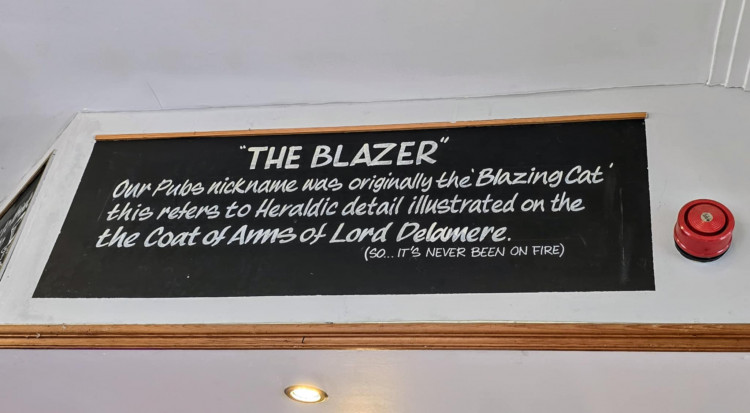 "THE BLAZER"
Our Pubs nickname was originally the 'Blazing Cat'
this refers to Heraldic detail illustrated on the
the Coat of Arms of Lord Delamere.
(SO... IT'S NEVER BEEN ON FIRE)